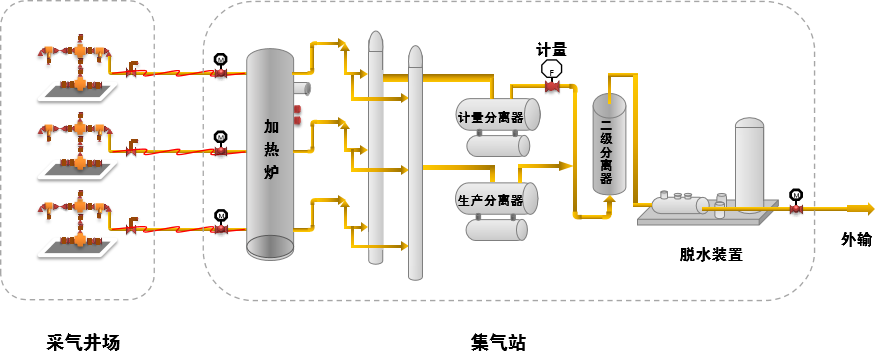 计量
F
M
M
M
M
加热炉
计量分离器
生产分离器
二级分离器
脱水装置
外输
采气井场
集气站